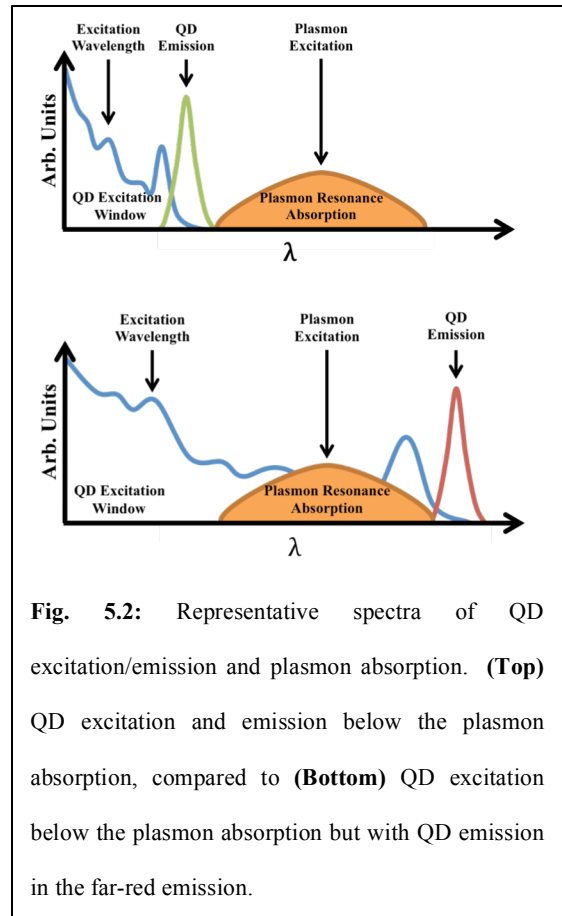 Excitation
Wavelength
QD
Emission
Plasmon
Excitation
Arb. Units
QD Excitation
Window
Plasmon Resonance
Absorption
λ
Excitation
Wavelength
Plasmon
Excitation
QD
Emission
Arb. Units
QD Excitation
Window
Plasmon Resonance
Absorption
λ
Fig. 5.2: Representative spectra of QD
excitation/emission and plasmon absorption. (Top)
QD excitation and emission below the plasmon
absorption, compared to (Bottom) QD excitation
below the plasmon absorption but with QD emission
in the far-red emission.